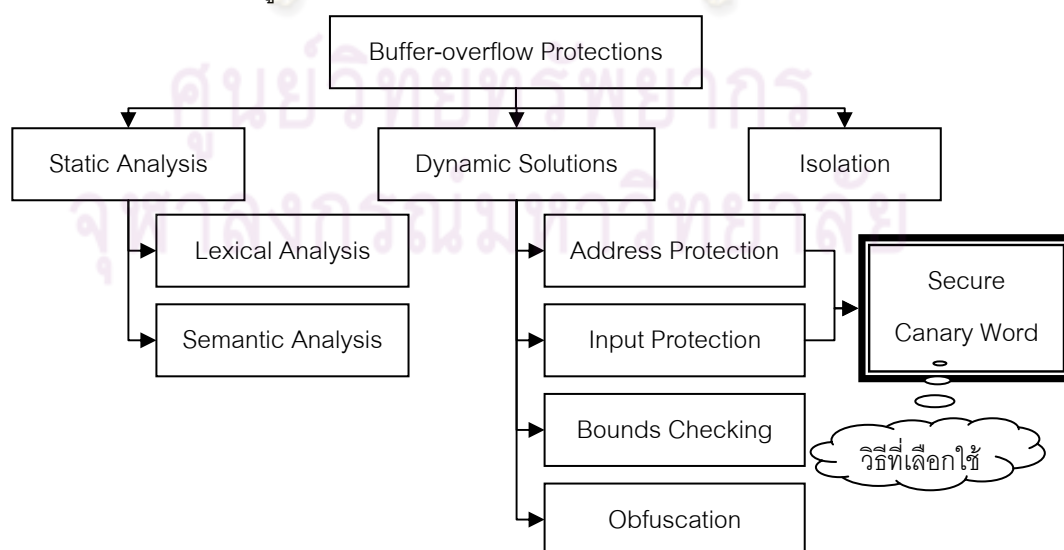 Buffer-overflow Protections
ศูนย์วิทยทรัพยากร
Static Analysis
Dynamic Solutions
Isolation
จุฬาลงกรณ์มหาวิทยาลัย
Lexical Analysis
Address Protection
Secure
Canary Word
Semantic Analysis
Input Protection
Bounds Checking
วิธีที่เลือกใช้
Obfuscation